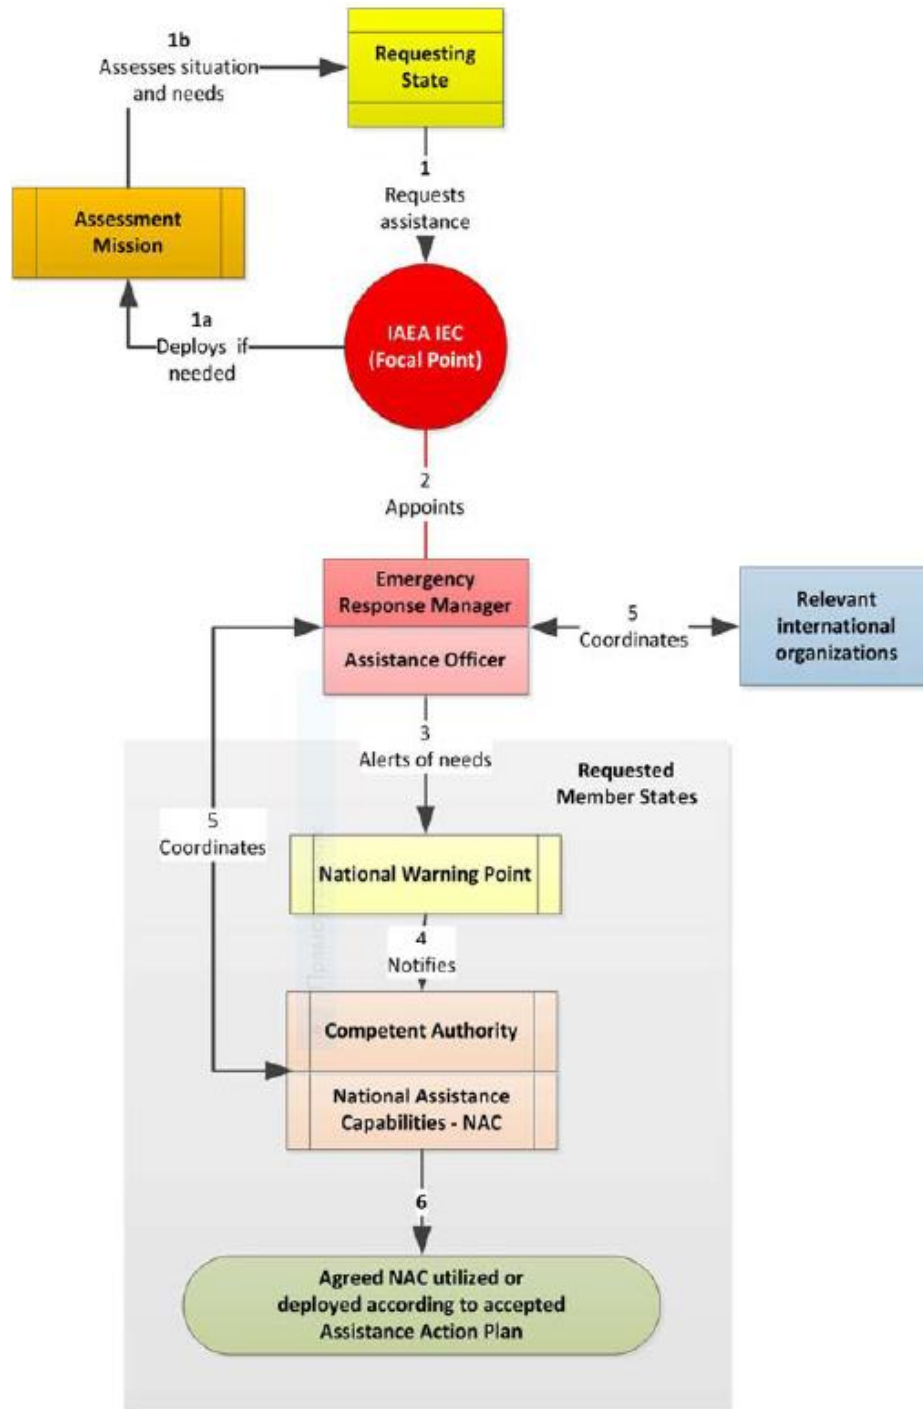 1b
Assesses situation
and needs
Requesting
State
1
Requests
assistance
Assessment
Mission
1a
Deploys if
needed
IAEA IEC
(Focal Point)
2
Appoints
Emergency
Response Manager
Assistance Officer
5
Coordinates
Relevant
international
organizations
3
Alerts of needs
Requested
Member States
5
Coordinates
National Warning Point
4
Notifies
Competent Authority
National Assistance
Capabilities - NAC
6
Agreed NAC utilized or
deployed according to accepted
Assistance Action Plan